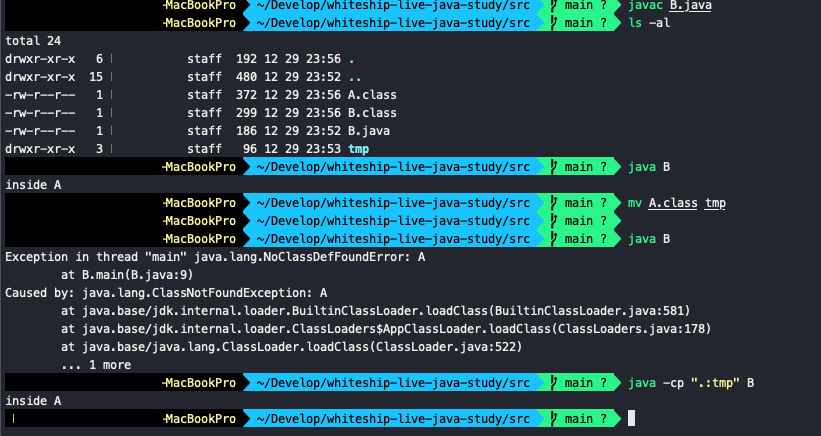 -MacBookPro ~/Develop/whiteship-live-java-study/src main ? javac B.java
-MacBookPro ~/Develop/whiteship-live-java-study/src main ? ls -al
total 24
drwxr-xr-x 6 staff 192 12 29 23:56 .
drwxr-xr-x 15 staff 480 12 29 23:52 ..
-rw-r--r-- 1 staff 372 12 29 23:56 A.class
-rw-r--r-- 1 staff 299 12 29 23:56 B.class
-rw-r--r-- 1 staff 186 12 29 23:52 B.java
drwxr-xr-x 3 staff 96 12 29 23:53 tmp
-MacBookPro ~/Develop/whiteship-live-java-study/src main ? java B
inside A
-MacBookPro ~/Develop/whiteship-live-java-study/src main ? mv A.class tmp
-MacBookPro ~/Develop/whiteship-live-java-study/src main ?
-MacBookPro ~/Develop/whiteship-live-java-study/src main ? java B
Exception in thread "main" java.lang.NoClassDefFoundError: A
at B.main(B.java:9)
Caused by: java.lang.ClassNotFoundException: A
at java.base/jdk.internal.loader.BuiltinClassLoader.loadClass(BuiltinClassLoader.java:581)
at java.base/jdk.internal.loader.ClassLoaders$AppClassLoader.loadClass(ClassLoaders.java:178)
at java.base/java.lang.ClassLoader.loadClass(ClassLoader.java:522)
... 1 more
-MacBookPro ~/Develop/whiteship-live-java-study/src main ? java -cp ".:tmp" B
inside A
-MacBookPro ~/Develop/whiteship-live-java-study/src main ?